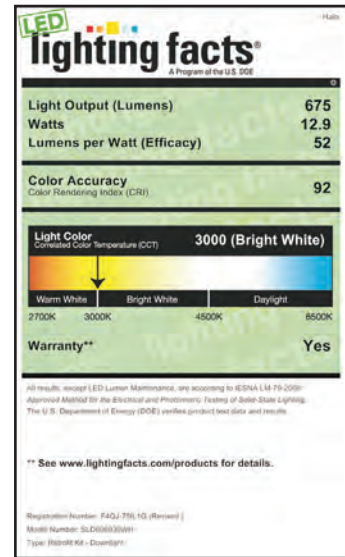 Halo
LED
lighting facts®
A Program of the U.S. DOE
Light Output (Lumens) 675
Watts 12.9
Lumens per Watt (Efficacy) 52
Color Accuracy 92
Color Rendering Index (CRI)
Light Color 3000 (Bright White)
Correlated Color Temperature (CCT)
Warm White Bright White Daylight
2700K 3000K 4500K 6500K
Warranty** Yes
All results, except LED Lumen Maintenance, are according to IESNA LM-79-2008:
Approved Method for the Electrical and Photometric Testing of Solid-State Lighting.
The U.S. Department of Energy (DOE) verifies product test data and results.
** See www.lightingfacts.com/products for details.
Registration Number: (Revised )
Model Number:
Type: Retrofit Kit - Downlight